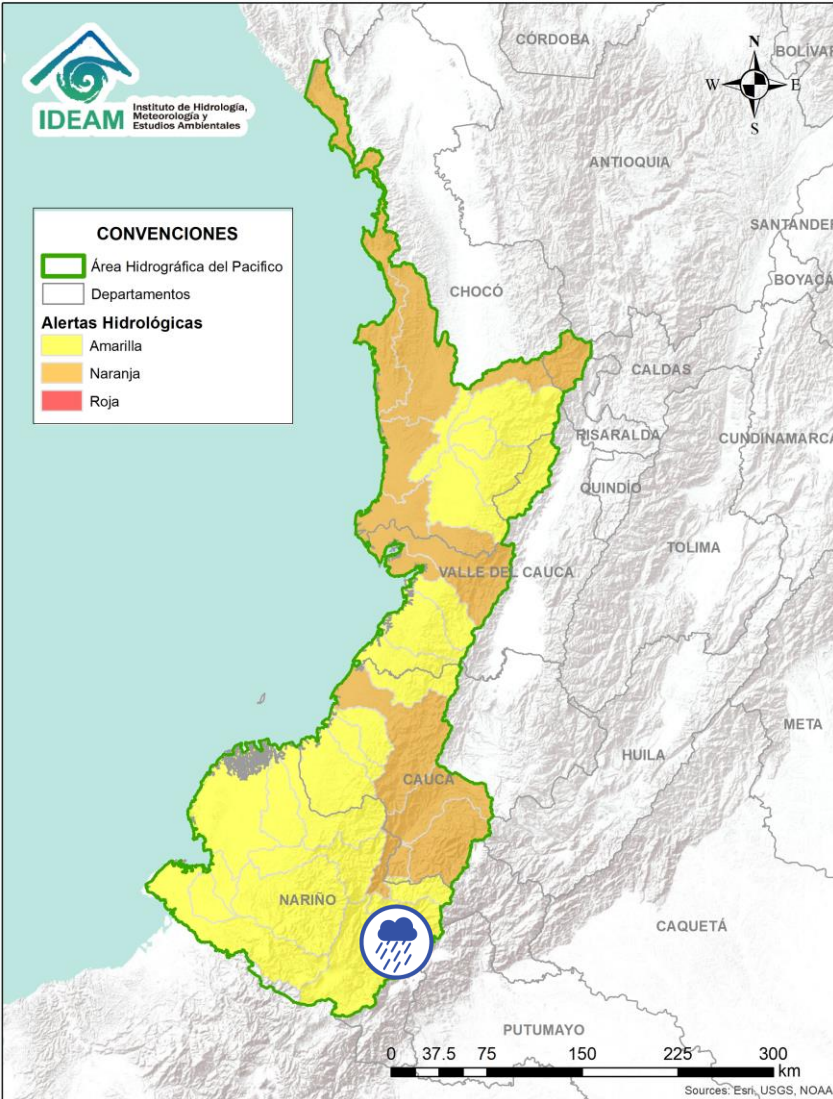 IDEAM
Instituto de Hidrología,
Meteorología y
Estudios Ambientales
N
W
E
S
CÓRDOBA
BOLÍVAR
ANTIOQUIA
SANTANDER
BOYACÁ
CONVENCIONES
Área Hidrográfica del Pacifico
Departamentos
Alertas Hidrológicas
Amarilla
Naranja
Roja
CHOCÓ
CALDAS
RISARALDA
CUNDINAMARCA
QUINDÍO
TOLIMA
VALLE DEL CAUCA
META
HUILA
CAUCA
NARIÑO
CAQUETÁ
PUTUMAYO
0 37.5 75 150 225 300
km
Sources: Esri, USGS, NOAA